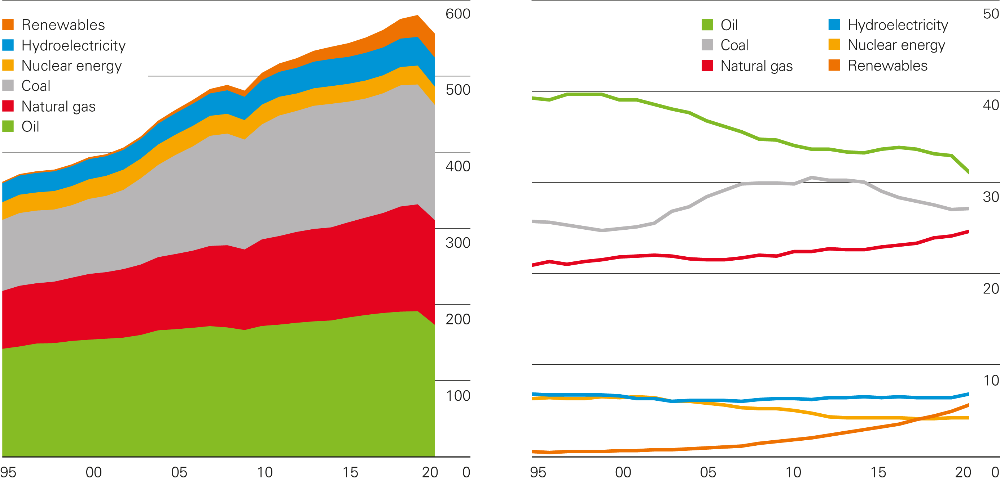 600
Renewables
Hydroelectricity
Nuclear energy
Coal
Natural gas
Oil
500
400
300
200
100
95 00 05 10 15 20 0
50
Oil Hydroelectricity
Coal Nuclear energy
Natural gas Renewables
40
30
20
10
95 00 05 10 15 20 0